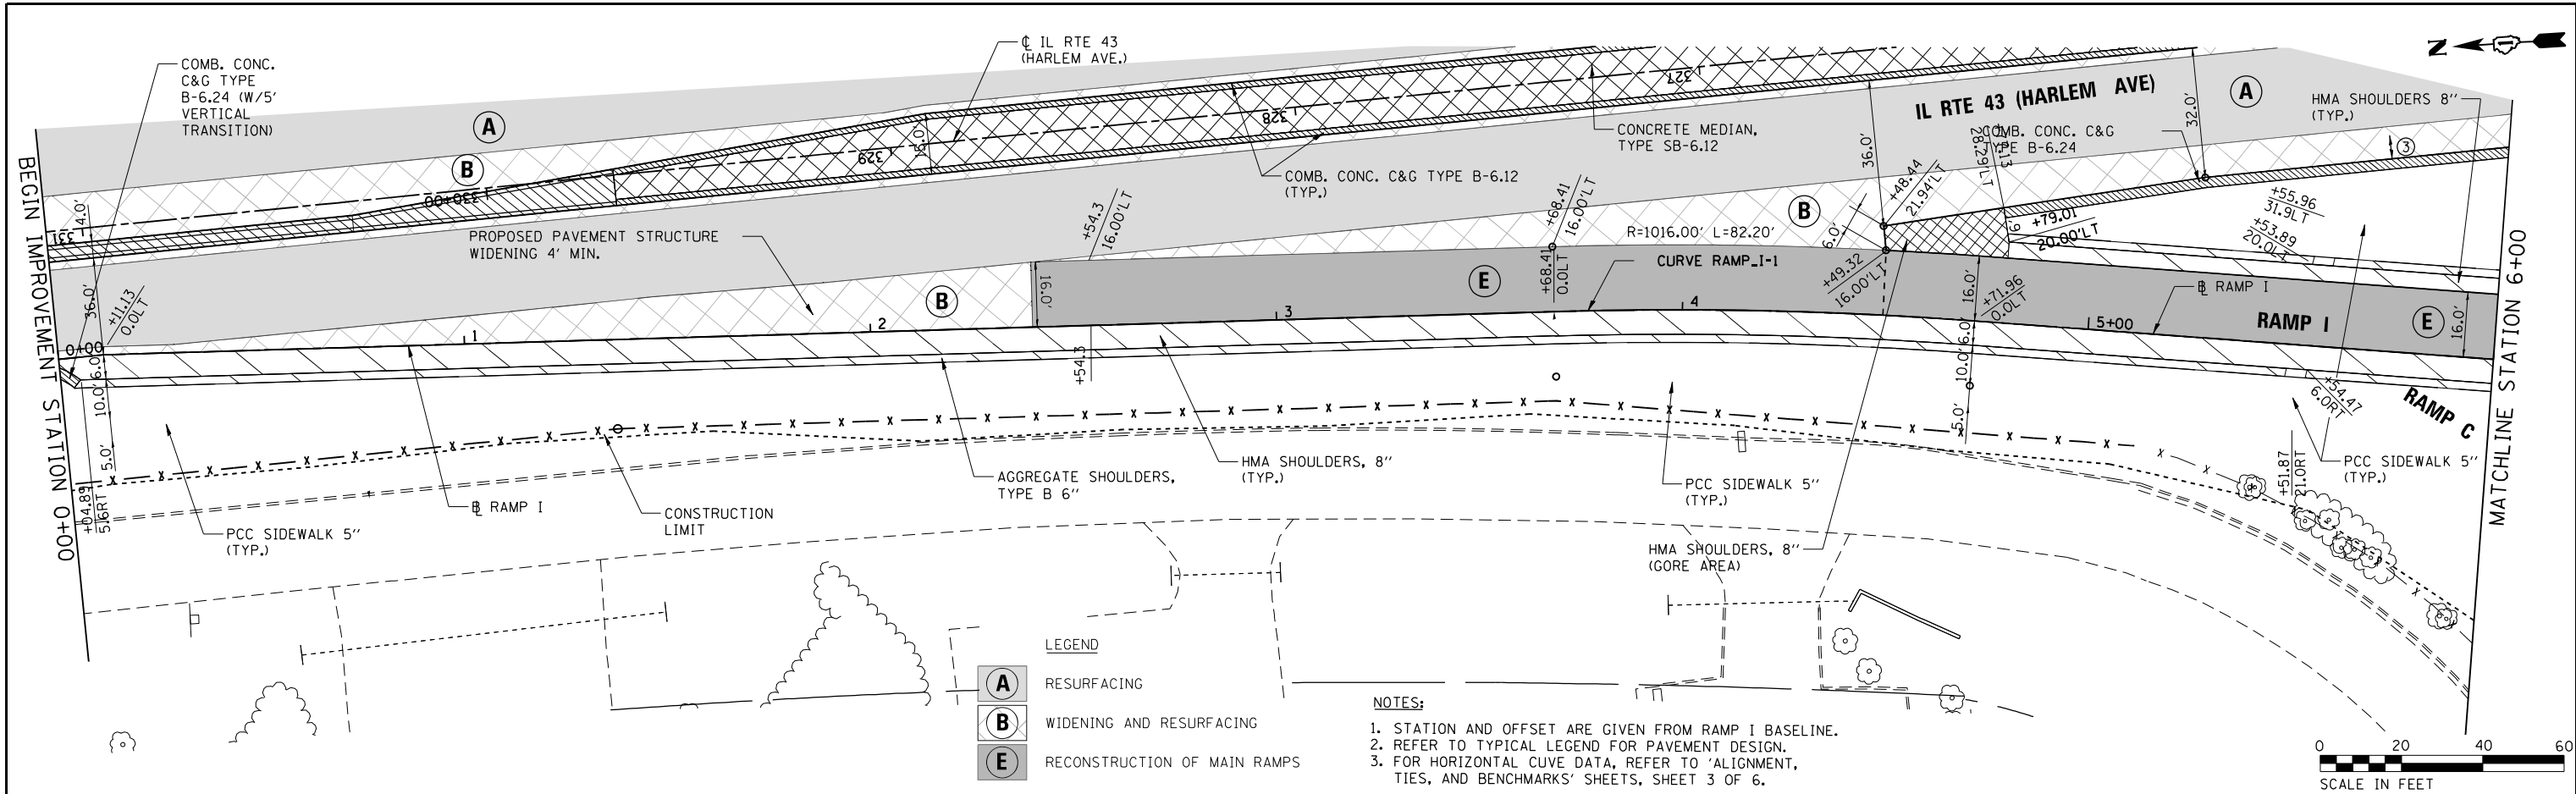 COMB. CONC.
C&G TYPE
B-6.24 (W/5'
VERTICAL
TRANSITION)
℄ IL RTE 43
(HARLEM AVE.)
N
A
B
331
330+00
329
328
327
4.0'
36.0'
16.0'
CONCRETE MEDIAN,
TYPE SB-6.12
COMB. CONC. C&G TYPE B-6.12
(TYP.)
IL RTE 43 (HARLEM AVE)
A
36.0'
32.0'
COMB. CONC. C&G
TYPE B-6.24
HMA SHOULDERS 8"
(TYP.)
3
BEGIN IMPROVEMENT STATION 0+00
MATCHLINE STATION 6+00
PROPOSED PAVEMENT STRUCTURE
WIDENING 4' MIN.
+11.13
0.0LT
+54.3
16.00'LT
+68.41
16.00'LT
+68.41
0.0LT
R=1016.00' L=82.20'
CURVE RAMP_I-1
B
6.0'
+48.44
21.94'LT
28.29'LT
+49.32
16.00'LT
+79.01
20.00'LT
+55.96
31.9LT
+53.89
20.0LT
+71.96
0.0LT
B
E
16.0'
16.0'
16.0'
0+00
1
2
3
4
5+00
℄ RAMP I
RAMP I
E
RAMP C
6.0'
10.0'
5.0'
6.0'
10.0'
5.0'
+04.89
5.6RT
+54.3
+54.47
6.0RT
+51.87
21.0RT
PCC SIDEWALK 5"
(TYP.)
℄ RAMP I
CONSTRUCTION
LIMIT
AGGREGATE SHOULDERS,
TYPE B 6"
HMA SHOULDERS, 8"
(TYP.)
PCC SIDEWALK 5"
(TYP.)
HMA SHOULDERS, 8"
(GORE AREA)
PCC SIDEWALK 5"
(TYP.)
LEGEND
A RESURFACING
B WIDENING AND RESURFACING
E RECONSTRUCTION OF MAIN RAMPS
NOTES:
1. STATION AND OFFSET ARE GIVEN FROM RAMP I BASELINE.
2. REFER TO TYPICAL LEGEND FOR PAVEMENT DESIGN.
3. FOR HORIZONTAL CUVE DATA, REFER TO 'ALIGNMENT,
TIES, AND BENCHMARKS' SHEETS, SHEET 3 OF 6.
0 20 40 60
SCALE IN FEET